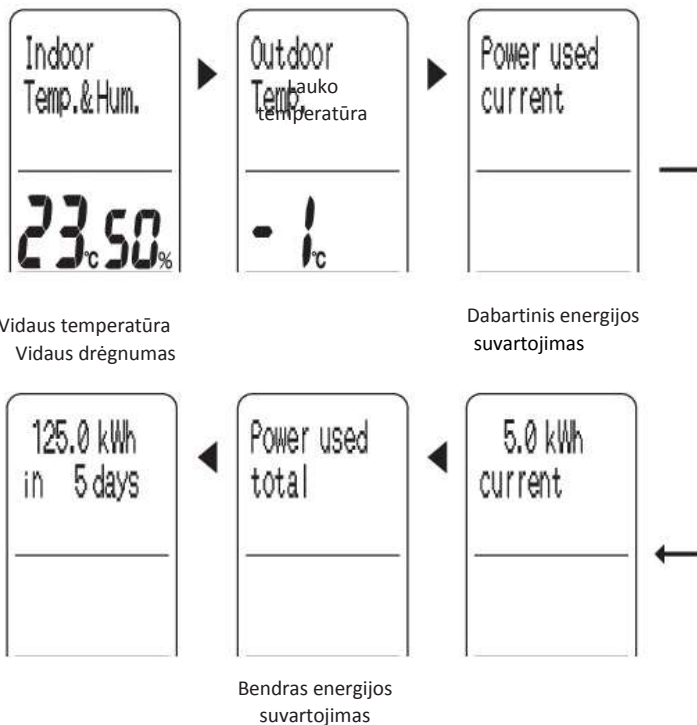 Indoor
Temp.&Hum.
23°C 50%
Outdoor
Temp.
Lauko
temperatūra
-1°C
Power used
current
Vidaus temperatūra
Vidaus drėgnumas
Dabartinis energijos
suvartojimas
125.0 kWh
in 5 days
Power used
total
5.0 kWh
current
Bendras energijos
suvartojimas